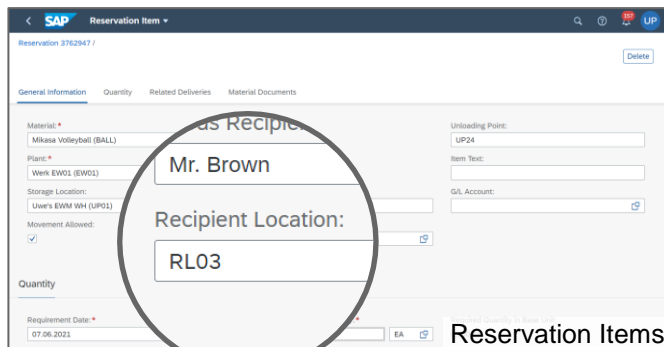 SAP Reservation Item
157
UP
Reservation 3762947 /
Delete
General Information Quantity Related Deliveries Material Documents
Material: *
Mikasa Volleyball (BALL)
Plant: *
Werk EW01 (EW01)
Storage Location:
Uwe's EWM WH (UP01)
Movement Allowed:
Recipient
Mr. Brown
Recipient Location:
RL03
Unloading Point:
UP24
Item Text:
G/L Account:
Quantity
Requirement Date: *
07.06.2021
EA
Reservation Items